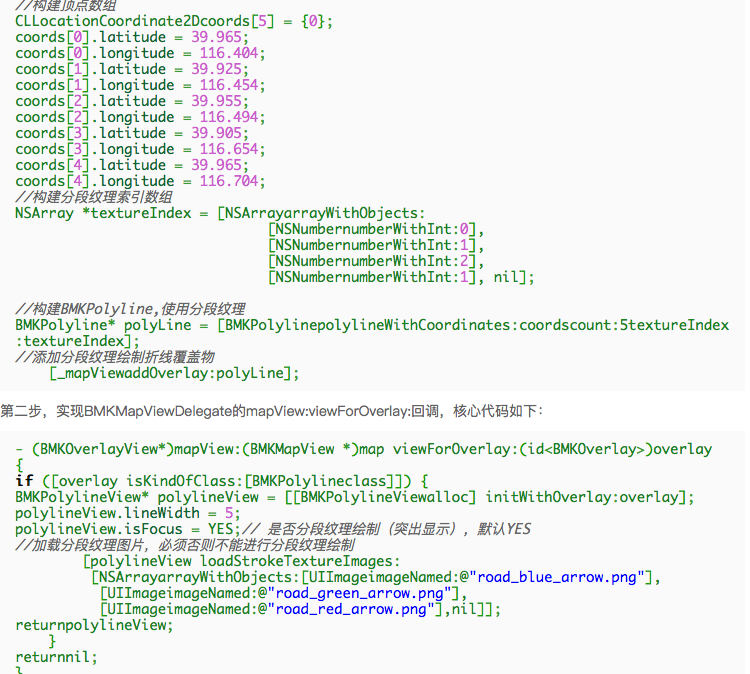 //构建顶点数组
CLLocationCoordinate2Dcoords[5] = {0};
coords[0].latitude = 39.965;
coords[0].longitude = 116.404;
coords[1].latitude = 39.925;
coords[1].longitude = 116.454;
coords[2].latitude = 39.955;
coords[2].longitude = 116.494;
coords[3].latitude = 39.905;
coords[3].longitude = 116.654;
coords[4].latitude = 39.965;
coords[4].longitude = 116.704;
//构建分段纹理索引数组
NSArray *textureIndex = [NSArrayarrayWithObjects:
[NSNumbernumberWithInt:0],
[NSNumbernumberWithInt:1],
[NSNumbernumberWithInt:2],
[NSNumbernumberWithInt:1], nil];
//构建BMKPolyline,使用分段纹理
BMKPolyline* polyLine = [BMKPolylinepolylineWithCoordinates:coordscount:5textureIndex
:textureIndex];
//添加分段纹理绘制折线覆盖物
[_mapViewaddOverlay:polyLine];
第二步，实现BMKMapViewDelegate的mapView:viewForOverlay:回调，核心代码如下：
- (BMKOverlayView*)mapView:(BMKMapView *)map viewForOverlay:(id<BMKOverlay>)overlay
{
if ([overlay isKindOfClass:[BMKPolylineclass]]) {
BMKPolylineView* polylineView = [[BMKPolylineViewalloc] initWithOverlay:overlay];
polylineView.lineWidth = 5;
polylineView.isFocus = YES;// 是否分段纹理绘制（突出显示），默认YES
//加载分段纹理图片，必须否则不能进行分段纹理绘制
[polylineView loadStrokeTextureImages:
[NSArrayarrayWithObjects:[UIImageimageNamed:@"road_blue_arrow.png"],
[UIImageimageNamed:@"road_green_arrow.png"],
[UIImageimageNamed:@"road_red_arrow.png"],nil]];
returnpolylineView;
}
returnnil;
}